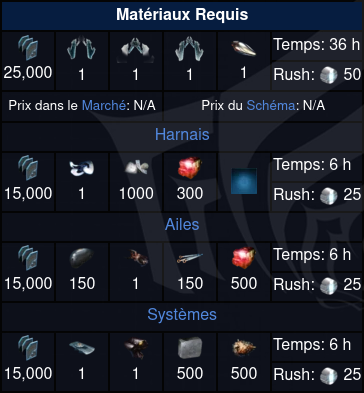 Matériaux Requis
25,000 1 1 1 1 Temps: 36 h
Rush: 50
Prix dans le Marché: N/A Prix du Schéma: N/A
Harnais
15,000 1 1000 300 Temps: 6 h
Rush: 25
Ailes
15,000 150 1 150 500 Temps: 6 h
Rush: 25
Systèmes
15,000 1 1 500 500 Temps: 6 h
Rush: 25